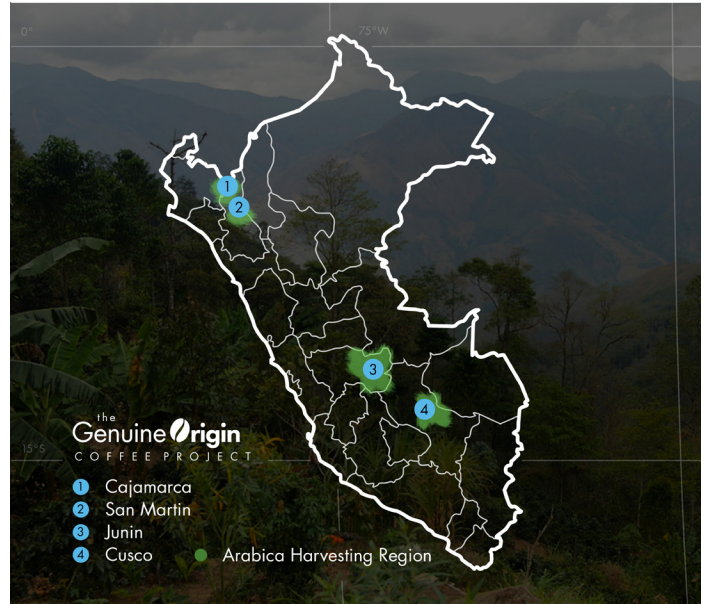 0°
75°W
1
2
3
4
15°S
the
Genuine Origin
COFFEE PROJECT
1 Cajamarca
2 San Martin
3 Junin
4 Cusco
Arabica Harvesting Region